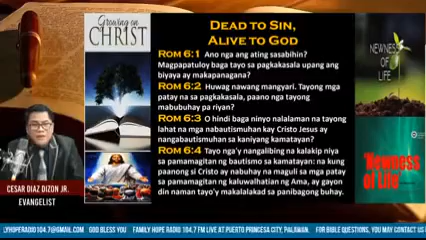 Growing on
CHRIST
DEAD TO SIN,
ALIVE TO GOD
ROM 6:1 Ano nga ang ating sasabihin?
Magpapatuloy baga tayo sa pagkakasala upang ang
biyaya ay makapanagana?
ROM 6:2 Huwag nawang mangyari. Tayong mga
patay na sa pagkakasala, paano nga tayong
mabubuhay pa riyan?
ROM 6:3 O hindi baga ninyo nalalaman na tayong
lahat na mga nabautismuhan kay Cristo Jesus ay
nangabautismuhan sa kaniyang kamatayan?
ROM 6:4 Tayo nga'y nangalibing na kalakip niya
sa pamamagitan ng bautismo sa kamatayan: na kung
paanong si Cristo ay nabuhay na maguli sa mga patay
sa pamamagitan ng kaluwalhatian ng Ama, ay gayon
din naman tayo'y makalalakad sa panibagong buhay.
NEWNESS
OF
LIFE
"Newness
of Life"
CESAR DIAZ DIZON JR.
EVANGELIST
LYHOPERADIO104.7@GMAIL.COM GOD BLESS YOU FAMILY HOPE RADIO 104.7 FM LIVE AT PUERTO PRINCESA CITY, PALAWAN. FOR BIBLE QUESTIONS, YOU MAY CONTACT US